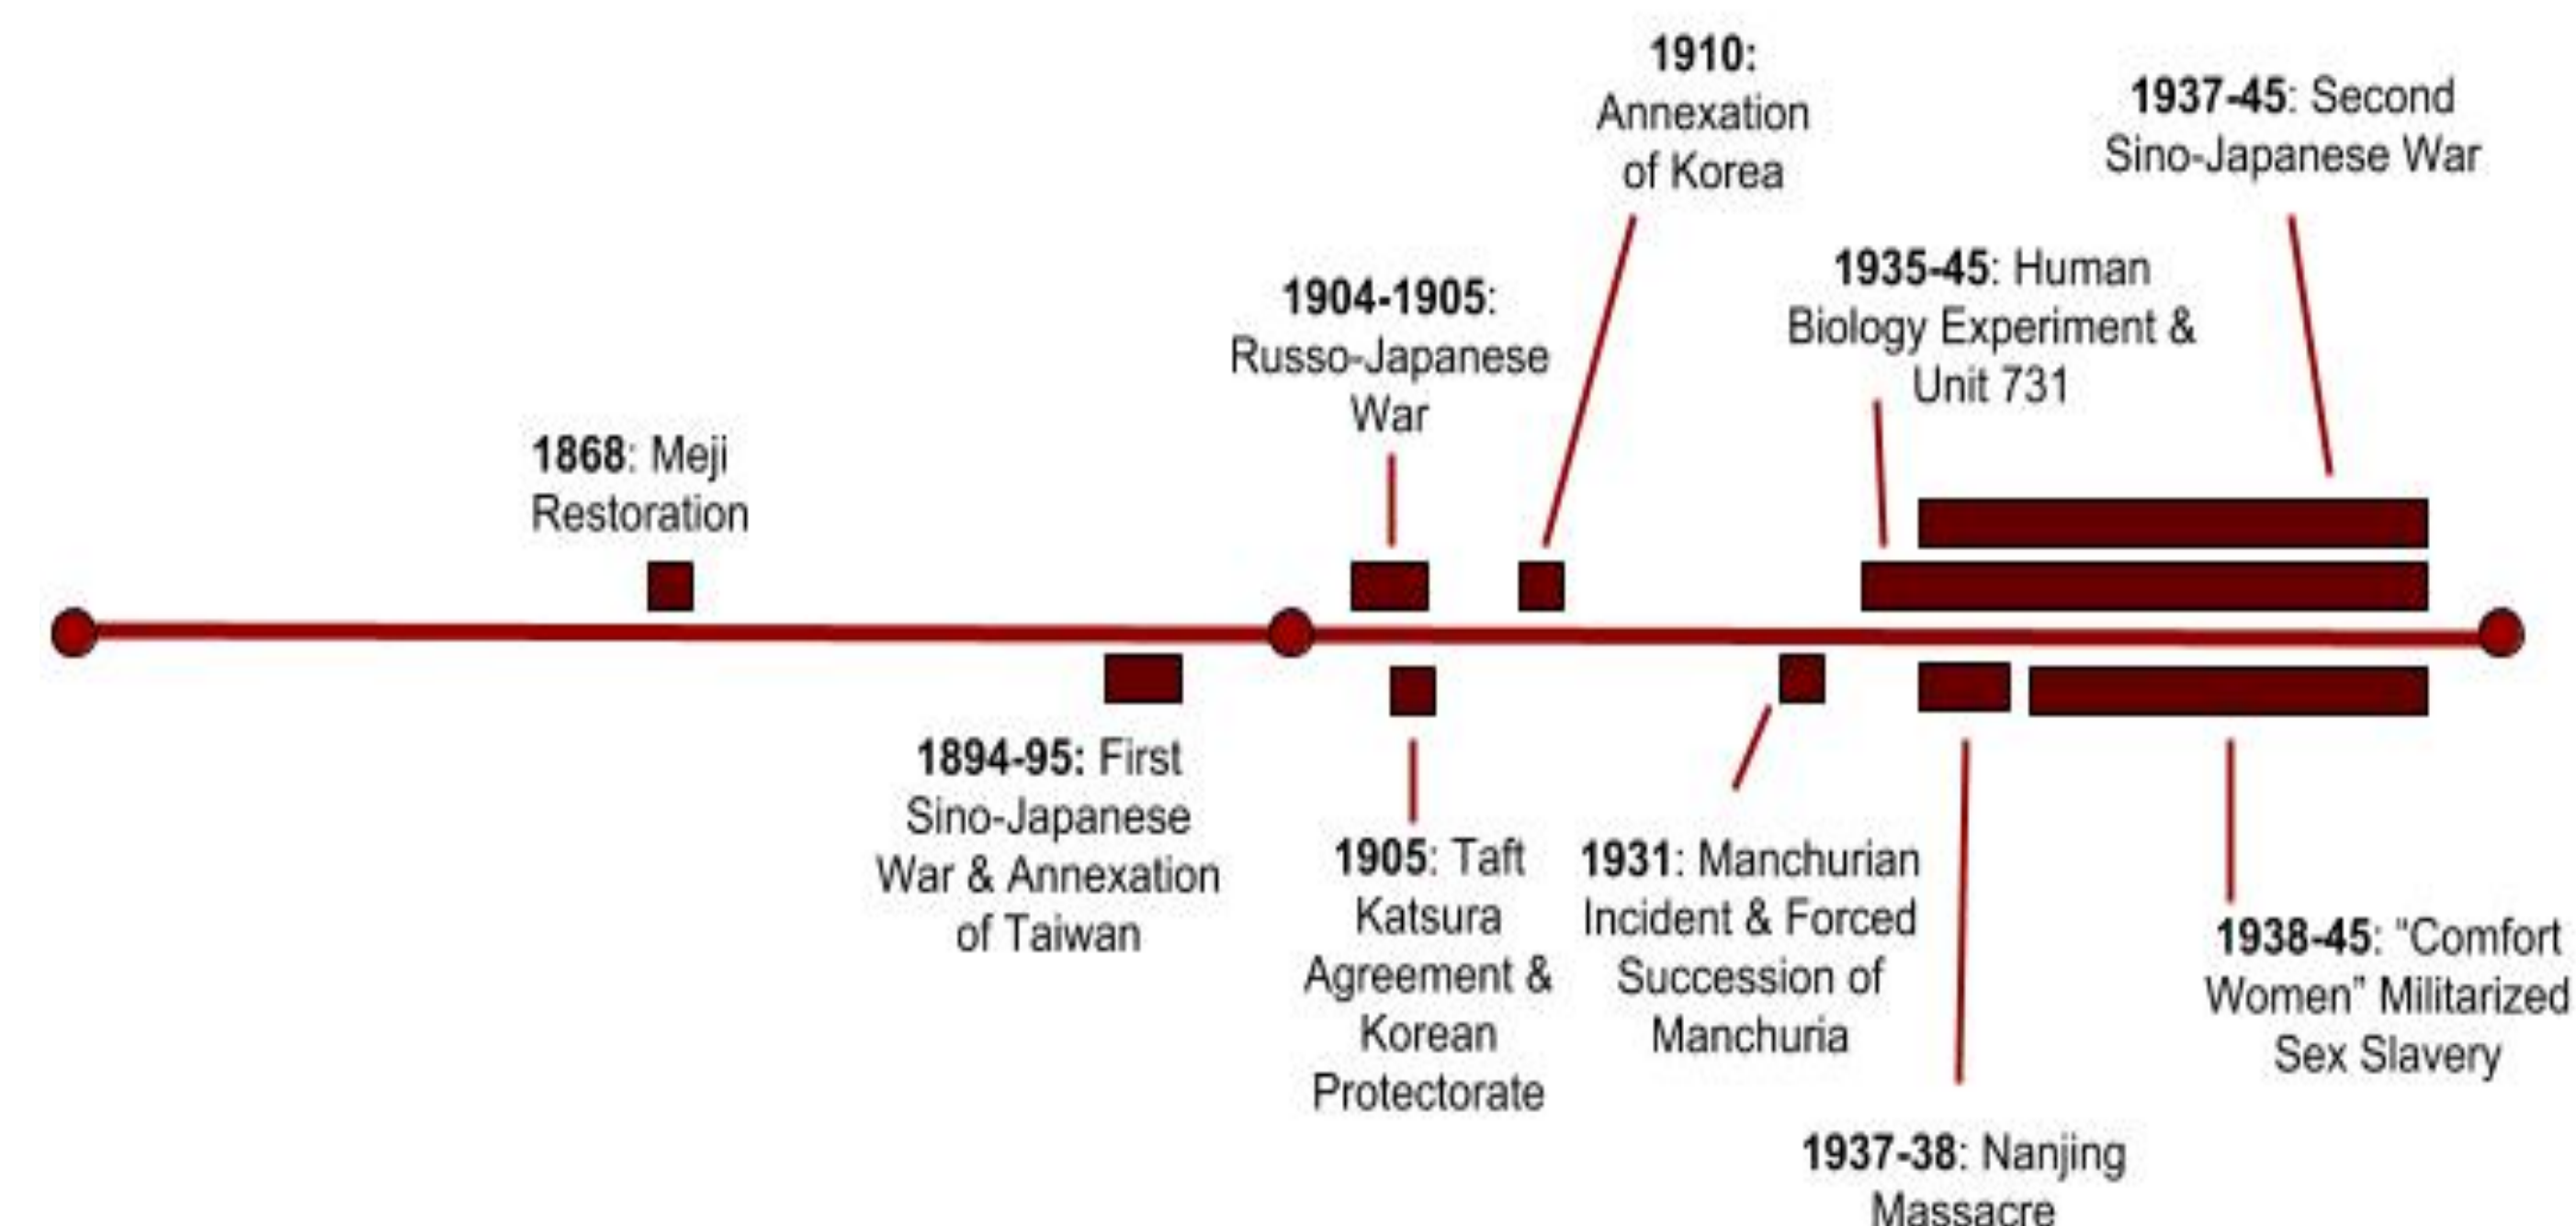 1910:
Annexation
of Korea
1937-45: Second
Sino-Japanese War
1904-1905:
Russo-Japanese
War
1935-45: Human
Biology Experiment &
Unit 731
1868: Meji
Restoration
1894-95: First
Sino-Japanese
War & Annexation
of Taiwan
1905: Taft
Katsura
Agreement &
Korean
Protectorate
1931: Manchurian
Incident & Forced
Succession of
Manchuria
1937-38: Nanjing
Massacre
1938-45: “Comfort
Women” Militarized
Sex Slavery